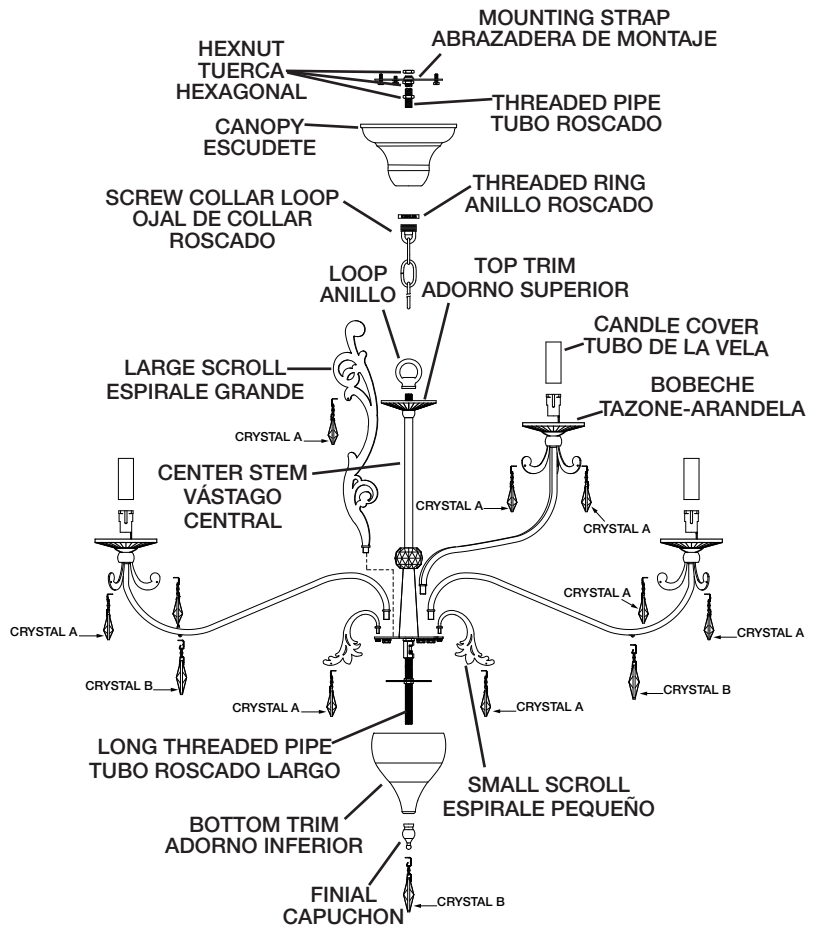 MOUNTING STRAP
ABRAZADERA DE MONTAJE
HEXNUT
TUERCA
HEXAGONAL
THREADED PIPE
TUBO ROSCADO
CANOPY
ESCUDETE
THREADED RING
ANILLO ROSCADO
SCREW COLLAR LOOP
OJAL DE COLLAR
ROSCADO
LOOP
ANILLO
TOP TRIM
ADORNO SUPERIOR
CANDLE COVER
TUBO DE LA VELA
LARGE SCROLL
ESPIRALE GRANDE
BOBECHE
TAZONE-ARANDELA
CRYSTAL A
CENTER STEM
VÁSTAGO
CENTRAL
CRYSTAL A
CRYSTAL A
CRYSTAL A
CRYSTAL A
CRYSTAL A
CRYSTAL B
CRYSTAL B
CRYSTAL A
CRYSTAL A
LONG THREADED PIPE
TUBO ROSCADO LARGO
SMALL SCROLL
ESPIRALE PEQUEÑO
BOTTOM TRIM
ADORNO INFERIOR
FINIAL
CAPUCHON
CRYSTAL B